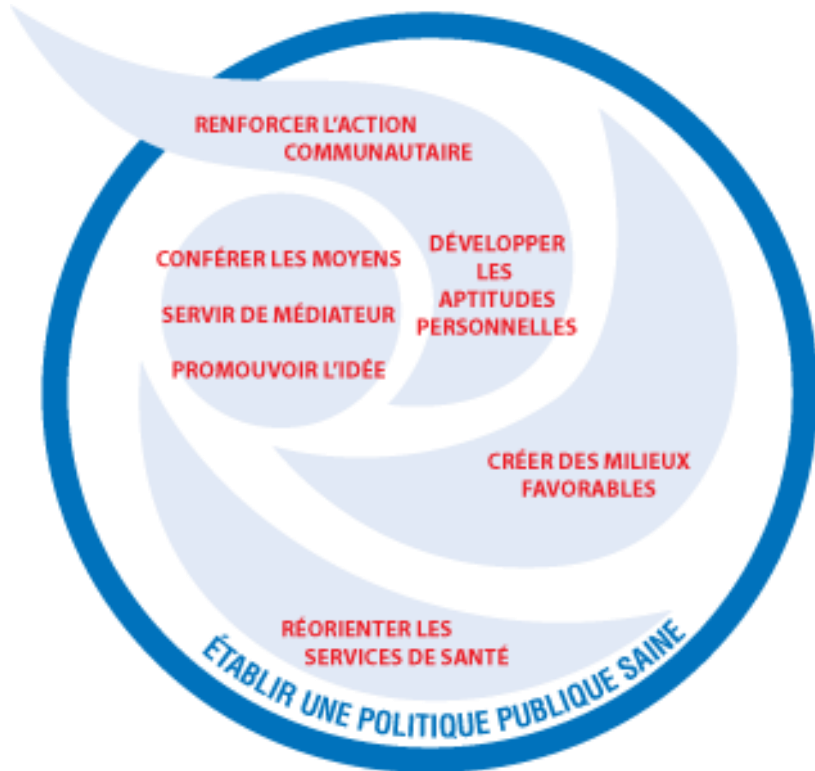 RENFORCER L'ACTION
COMMUNAUTAIRE
CONFÉRER LES MOYENS
SERVIR DE MÉDIATEUR
PROMOUVOIR L'IDÉE
DÉVELOPPER
LES
APTITUDES
PERSONNELLES
CRÉER DES MILIEUX
FAVORABLES
RÉORIENTER LES
SERVICES DE SANTÉ
ÉTABLIR UNE POLITIQUE PUBLIQUE SAINE